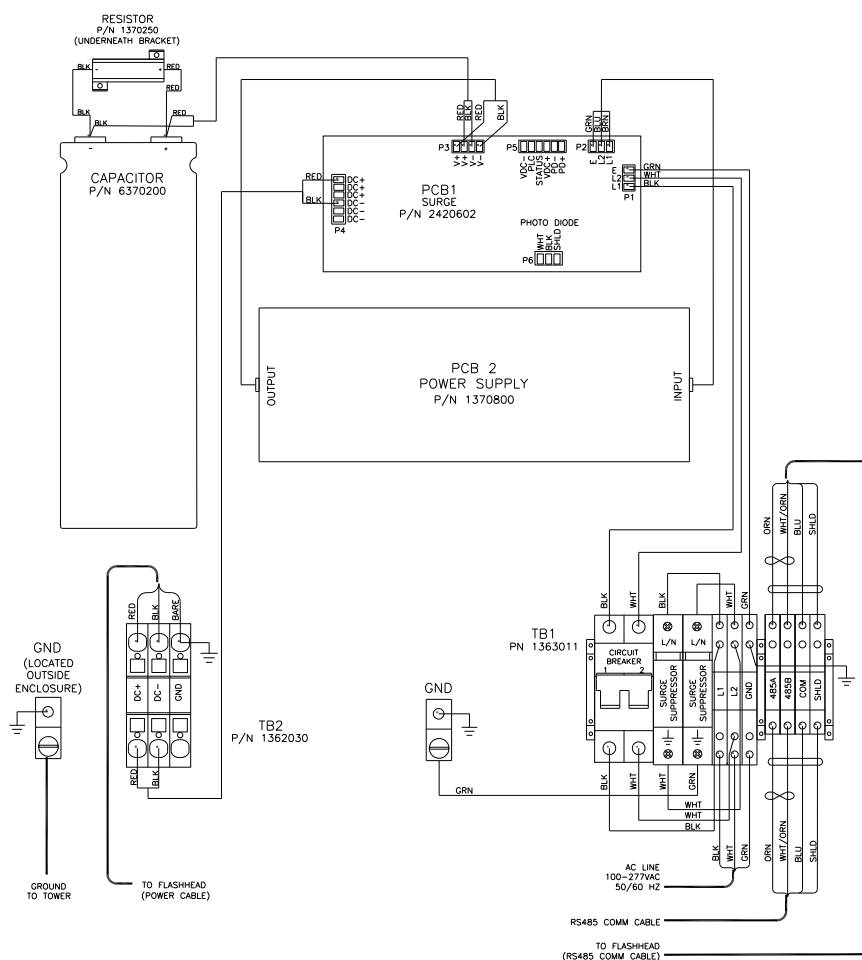 RESISTOR
P/N 1370250
(UNDERNEATH BRACKET)
BLK
-
+
RED
RED
BLK
BLK
RED
-
+
CAPACITOR
P/N 6370200
RED
BLK
RED
BLK
GRN
BLU
BRN
P3
V+
V+
V-
V-
P5
VDC-
PLC
STATUS
VDC+
PD-
PD+
P2
E
L2
L1
E
L2
L1
P1
GRN
WHT
BLK
RED
BLK
DC+
DC+
DC+
DC-
DC-
DC-
P4
PCB1
SURGE
P/N 2420602
PHOTO DIODE
WHT
BLK
SHLD
P6
OUTPUT
PCB 2
POWER SUPPLY
P/N 1370800
INPUT
ORN
WHT/ORN
BLU
SHLD
RED
BLK
BARE
BLK
WHT
BLK
WHT
GRN
GND
(LOCATED
OUTSIDE
ENCLOSURE)
DC+
DC-
GND
TB2
P/N 1362030
RED
BLK
GND
GRN
TB1
PN 1363011
CIRCUIT
BREAKER
1 2
L/N
L/N
SURGE
SUPPRESSOR
SURGE
SUPPRESSOR
L1
L2
GND
485A
485B
COM
SHLD
BLK
WHT
WHT
GRN
WHT
WHT
BLK
BLK
WHT
GRN
ORN
WHT/ORN
BLU
SHLD
GROUND
TO TOWER
TO FLASHHEAD
(POWER CABLE)
AC LINE
100-277VAC
50/60 HZ
RS485 COMM CABLE
TO FLASHHEAD
(RS485 COMM CABLE)